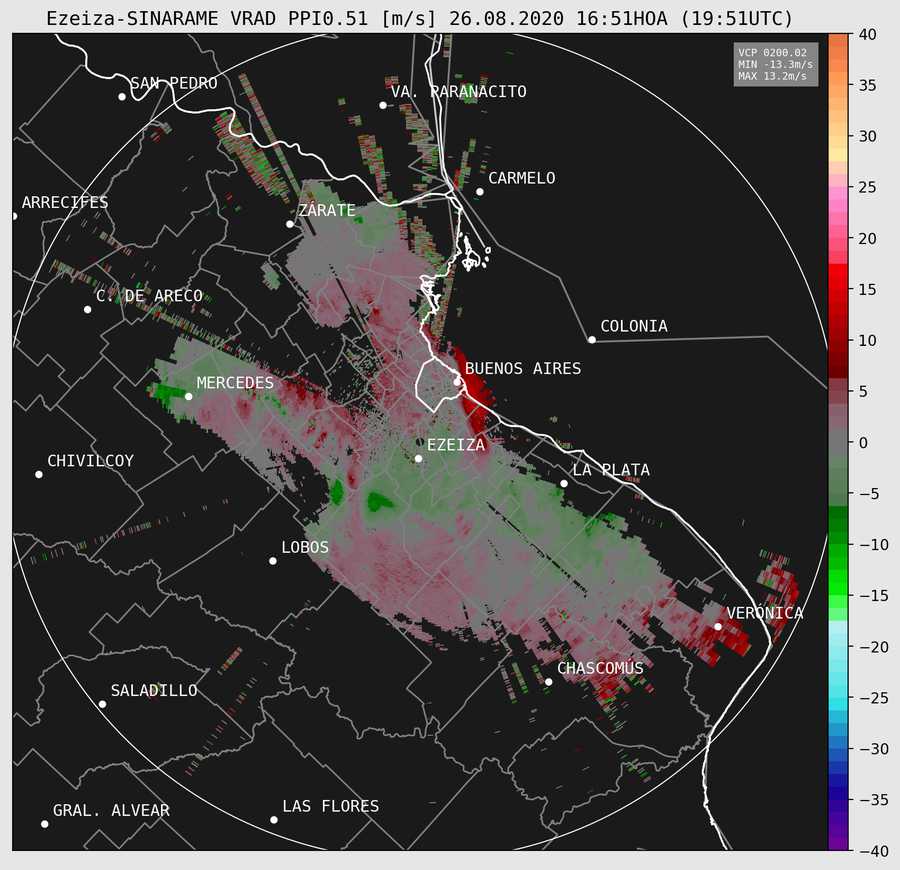 Ezeiza-SINARAME VRAD PPI0.51 [m/s] 26.08.2020 16:51HOA (19:51UTC)
VCP 0200.02
MIN -13.3m/s
MAX 13.2m/s
SAN PEDRO
VA. PARANACITO
CARMELO
ARRECIFES
ZÁRATE
C. DE ARECO
COLONIA
BUENOS AIRES
MERCEDES
EZEIZA
CHIVILCOY
LA PLATA
LOBOS
VERÓNICA
CHASCOMÚS
SALADILLO
GRAL. ALVEAR
LAS FLORES
40
35
30
25
20
15
10
5
0
−5
−10
−15
−20
−25
−30
−35
−40